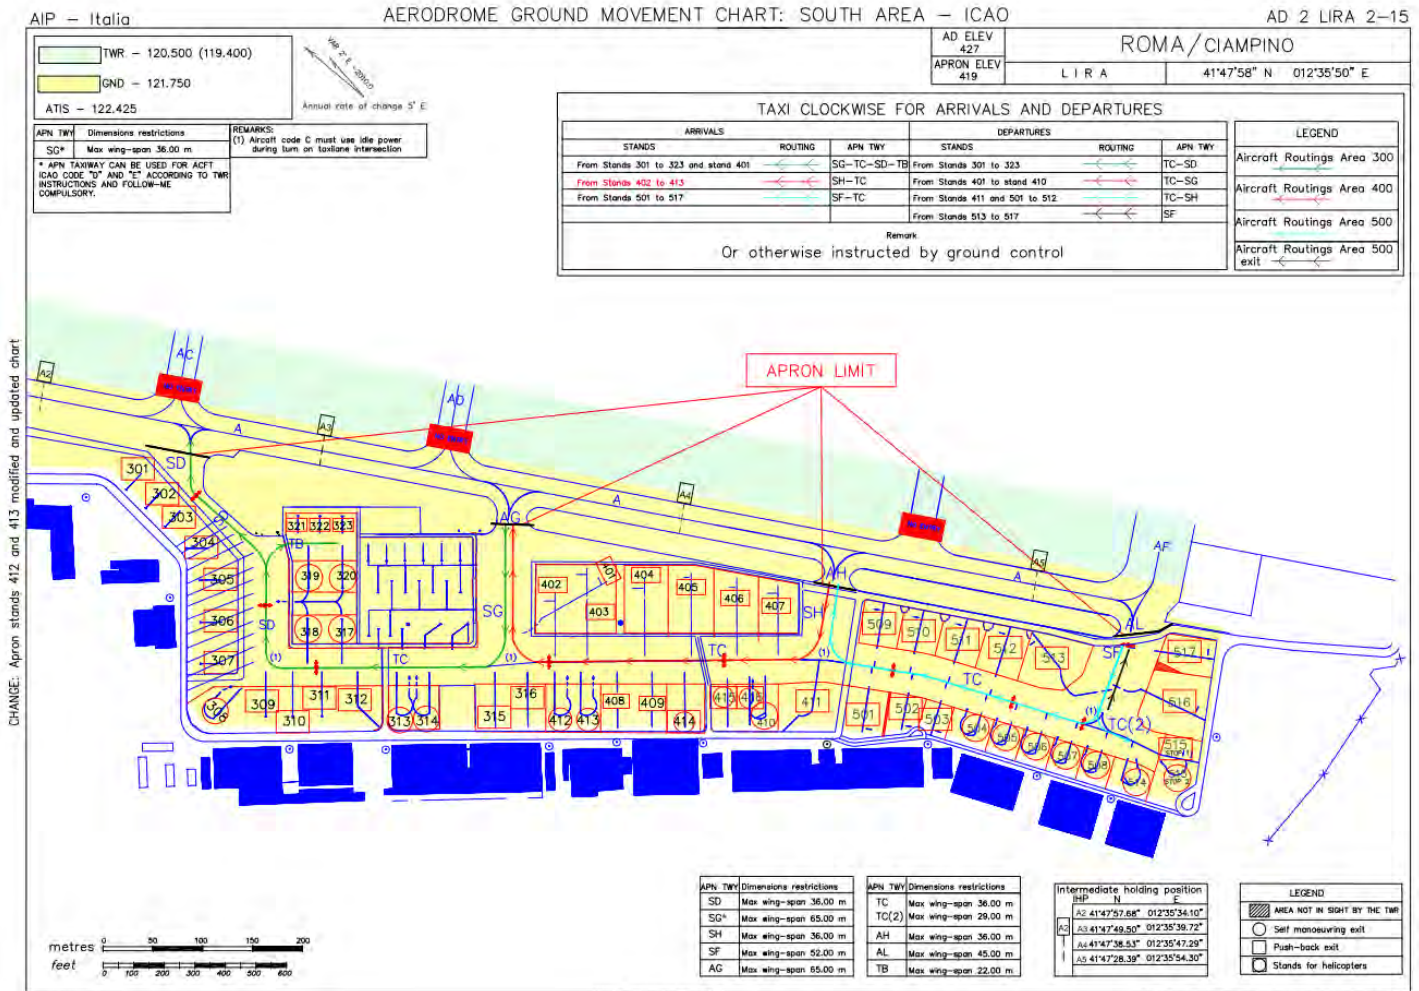 AIP – Italia
AERODROME GROUND MOVEMENT CHART: SOUTH AREA – ICAO
AD 2 LIRA 2–15
TWR – 120.500 (119.400)
GND – 121.750
ATIS – 122.425
Annual rate of change 5' E
AD ELEV
427
APRON ELEV
419
ROMA/CIAMPINO
L I R A
41°47'58" N 012°35'50" E
APN TWY Dimensions restrictions
SG* Max wing-span 36.00 m
* APN TAXIWAY CAN BE USED FOR ACFT
ICAO CODE "D" AND "E" ACCORDING TO TWR
INSTRUCTIONS AND FOLLOW-ME
COMPULSORY.
REMARKS:
(1) Aircaft code C must use idle power
during turn on taxilane intersection
TAXI CLOCKWISE FOR ARRIVALS AND DEPARTURES
ARRIVALS DEPARTURES
STANDS ROUTING APN TWY STANDS ROUTING APN TWY
From Stands 301 to 323 and stand 401 SG-TC-SD-TB From Stands 301 to 323 TC-SD
From Stands 402 to 413 SH-TC From Stands 401 to stand 410 TC-SG
From Stands 501 to 517 SF-TC From Stands 411 and 501 to 512 TC-SH
From Stands 513 to 517 SF
Remark
Or otherwise instructed by ground control
LEGEND
Aircraft Routings Area 300
Aircraft Routings Area 400
Aircraft Routings Area 500
Aircraft Routings Area 500
exit
CHANGE: Apron stands 412 and 413 modified and updated chart
APRON LIMIT
A2
AC
A
A3
AD
A4
A
A5
A
AF
SD
AG
AH
AL
301
302
303
304
305
306
307
308
SD
SD
TB
321 322 323
319 320
318 317
SG
TC
(1)
(1)
309
310
311
312
313 314
315
316
412 413
408
409
414
402
401
403
404
405
406
407
SH
TC
(1)
415
410
411
509
510
511
512
513
SF
517
516
515
STOP 2
TC
(1)
TC(2)
501
502
503
504
505
506
507
508
514
metres 0 50 100 150 200
feet 0 100 200 300 400 500 600
APN TWY Dimensions restrictions
SD Max wing-span 36.00 m
SG* Max wing-span 65.00 m
SH Max wing-span 36.00 m
SF Max wing-span 52.00 m
AG Max wing-span 65.00 m
APN TWY Dimensions restrictions
TC Max wing-span 36.00 m
TC(2) Max wing-span 29.00 m
AH Max wing-span 36.00 m
AL Max wing-span 45.00 m
TB Max wing-span 22.00 m
Intermediate holding position
IHP N E
A2 41°47'57.68" 012°35'34.10"
A2
A3 41°47'49.50" 012°35'39.72"
A4 41°47'38.53" 012°35'47.29"
A5 41°47'28.39" 012°35'54.30"
LEGEND
AREA NOT IN SIGHT BY THE TWR
Self manoeuvring exit
Push-back exit
Stands for helicopters